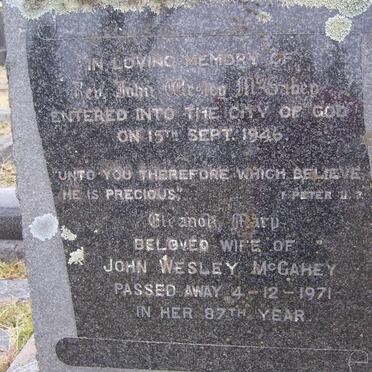 IN LOVING MEMORY OF
Rev. John Wesley McGahey
ENTERED INTO THE CITY OF GOD
ON 15TH SEPT. 1946.
"UNTO YOU THEREFORE WHICH BELIEVE,
HE IS PRECIOUS," I PETER II. 7.
Eleanor Mary
BELOVED WIFE OF
JOHN WESLEY McGAHEY
PASSED AWAY 4-12-1971
IN HER 87TH YEAR